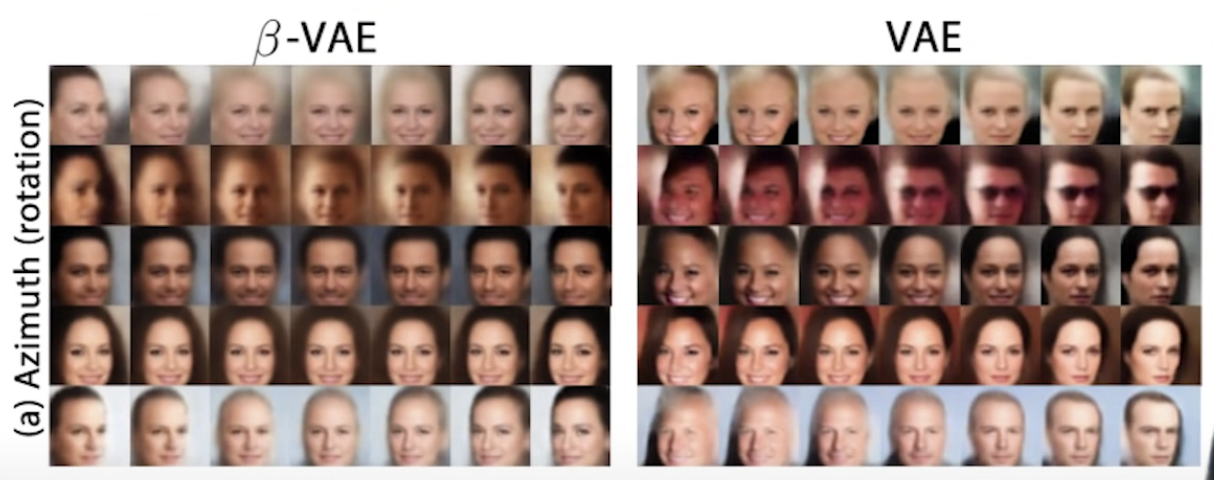 β-VAE
VAE
(a) Azimuth (rotation)